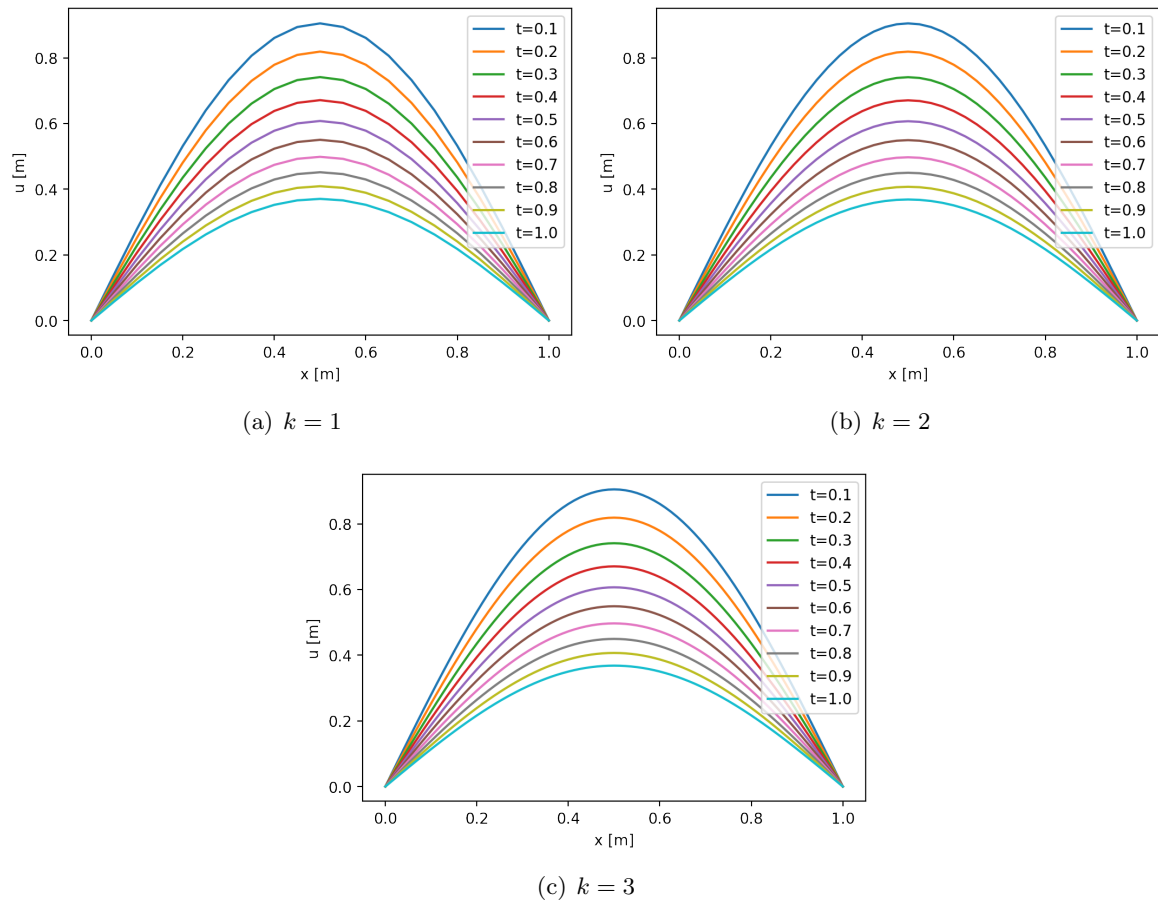 t=0.1
t=0.2
t=0.3
t=0.4
t=0.5
t=0.6
t=0.7
t=0.8
t=0.9
t=1.0
0.8
0.6
0.4
0.2
0.0
u [m]
0.0 0.2 0.4 0.6 0.8 1.0
x [m]
(a) k = 1
t=0.1
t=0.2
t=0.3
t=0.4
t=0.5
t=0.6
t=0.7
t=0.8
t=0.9
t=1.0
0.8
0.6
0.4
0.2
0.0
u [m]
0.0 0.2 0.4 0.6 0.8 1.0
x [m]
(b) k = 2
t=0.1
t=0.2
t=0.3
t=0.4
t=0.5
t=0.6
t=0.7
t=0.8
t=0.9
t=1.0
0.8
0.6
0.4
0.2
0.0
u [m]
0.0 0.2 0.4 0.6 0.8 1.0
x [m]
(c) k = 3